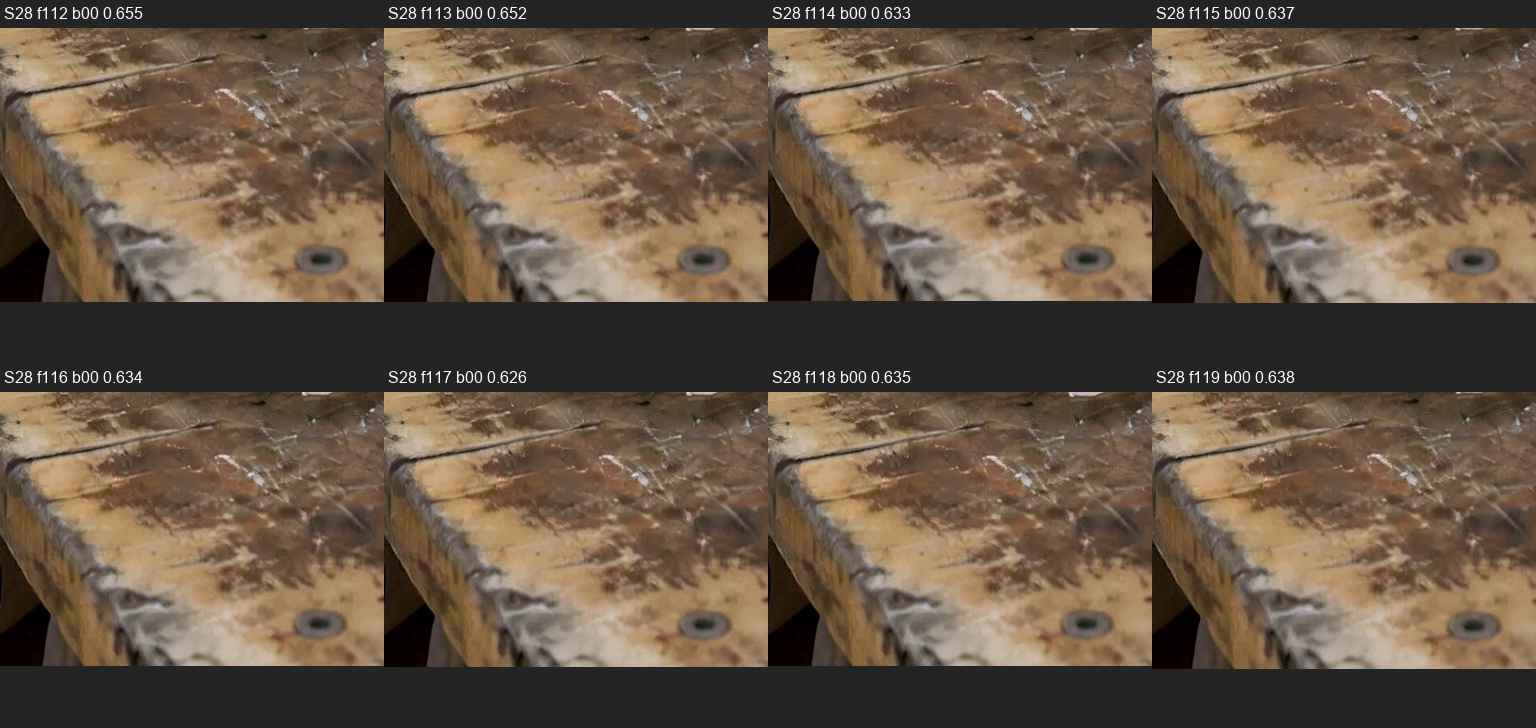 S28 f112 b00 0.655
S28 f113 b00 0.652
S28 f114 b00 0.633
S28 f115 b00 0.637
S28 f116 b00 0.634
S28 f117 b00 0.626
S28 f118 b00 0.635
S28 f119 b00 0.638